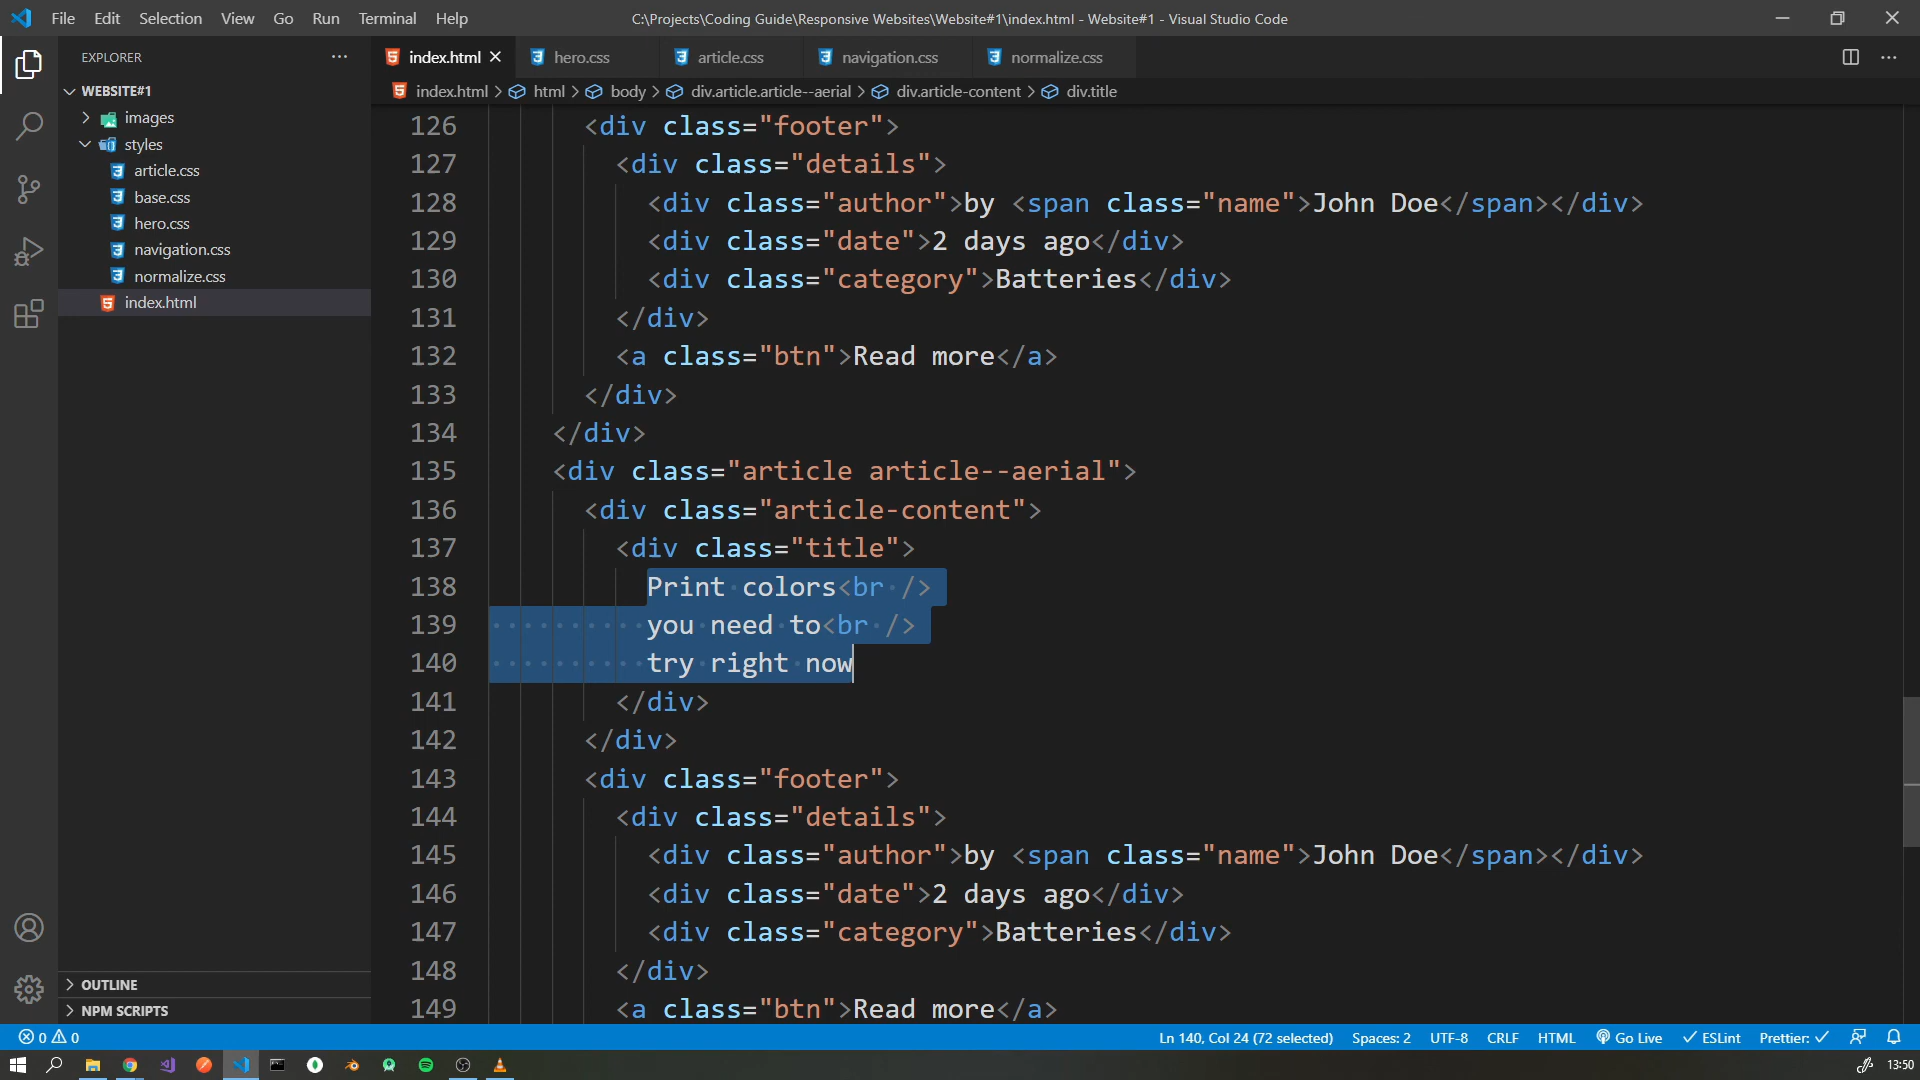 File Edit Selection View Go Run Terminal Help C:\Projects\Coding Guide\Responsive Websites\Website#1\index.html - Website#1 - Visual Studio Code
EXPLORER
WEBSITE#1
images
styles
article.css
base.css
hero.css
navigation.css
normalize.css
index.html
OUTLINE
NPM SCRIPTS
index.html hero.css article.css navigation.css normalize.css
index.html > html > body > div.article.article--aerial > div.article-content > div.title
126 <div class="footer">
127 <div class="details">
128 <div class="author">by <span class="name">John Doe</span></div>
129 <div class="date">2 days ago</div>
130 <div class="category">Batteries</div>
131 </div>
132 <a class="btn">Read more</a>
133 </div>
134 </div>
135 <div class="article article--aerial">
136 <div class="article-content">
137 <div class="title">
138 Print colors<br />
139 you need to<br />
140 try right now
141 </div>
142 </div>
143 <div class="footer">
144 <div class="details">
145 <div class="author">by <span class="name">John Doe</span></div>
146 <div class="date">2 days ago</div>
147 <div class="category">Batteries</div>
148 </div>
149 <a class="btn">Read more</a>
0 0 Ln 140, Col 24 (72 selected) Spaces: 2 UTF-8 CRLF HTML Go Live ESLint Prettier: ✓
13:50